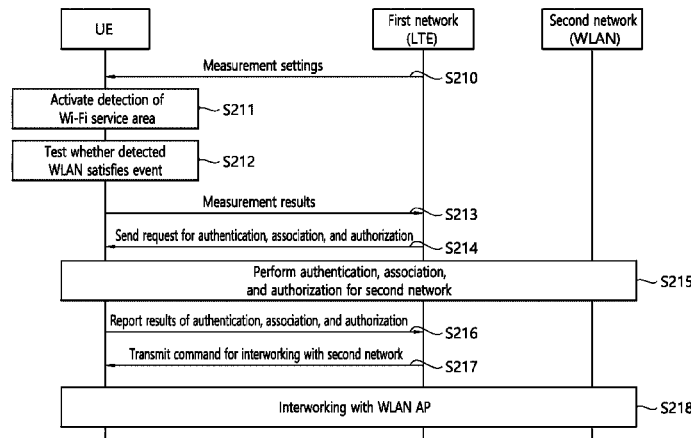 UE
First network
(LTE)
Second network
(WLAN)
Measurement settings
S210
Activate detection of
Wi-Fi service area
S211
Test whether detected
WLAN satisfies event
S212
Measurement results
S213
Send request for authentication, association, and authorization
S214
Perform authentication, association,
and authorization for second network
S215
Report results of authentication, association, and authorization
S216
Transmit command for interworking with second network
S217
Interworking with WLAN AP
S218